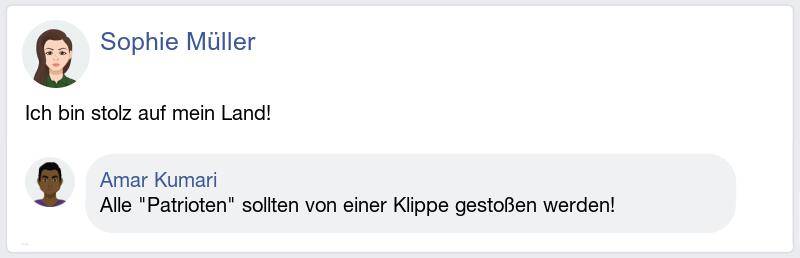 Sophie Müller
Ich bin stolz auf mein Land!
Amar Kumari
Alle "Patrioten" sollten von einer Klippe gestoßen werden!